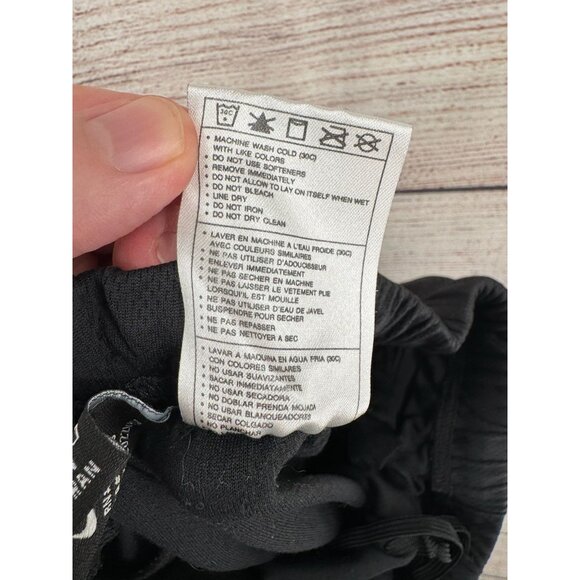 30C
• MACHINE WASH COLD (30C)
WITH LIKE COLORS
• DO NOT USE SOFTENERS
• REMOVE IMMEDIATELY
• DO NOT ALLOW TO LAY ON ITSELF WHEN WET
• DO NOT BLEACH
• LINE DRY
• DO NOT IRON
• DO NOT DRY CLEAN
• LAVER EN MACHINE A L'EAU FROIDE (30C)
AVEC COULEURS SIMILAIRES
• NE PAS UTILISER D'ADOUCISSEUR
• ENLEVER IMMEDIATEMENT
• NE PAS SECHER EN MACHINE
• NE PAS LAISSER LE VETEMENT PLIE
LORSQU'IL EST MOUILLE
• NE PAS UTILISER D'EAU DE JAVEL
• SUSPENDRE POUR SECHER
• NE PAS REPASSER
• NE PAS NETTOYER A SEC
• LAVAR A MAQUINA EN AGUA FRIA (30C)
CON COLORES SIMILARES
• NO USAR SUAVIZANTES
• SACAR INMEDIATAMENTE
• NO USAR SECADORA
• NO DOBLAR PRENDA MOJADA
• NO USAR BLANQUEADORES
• SECAR COLGADO
• NO PLANCHAR